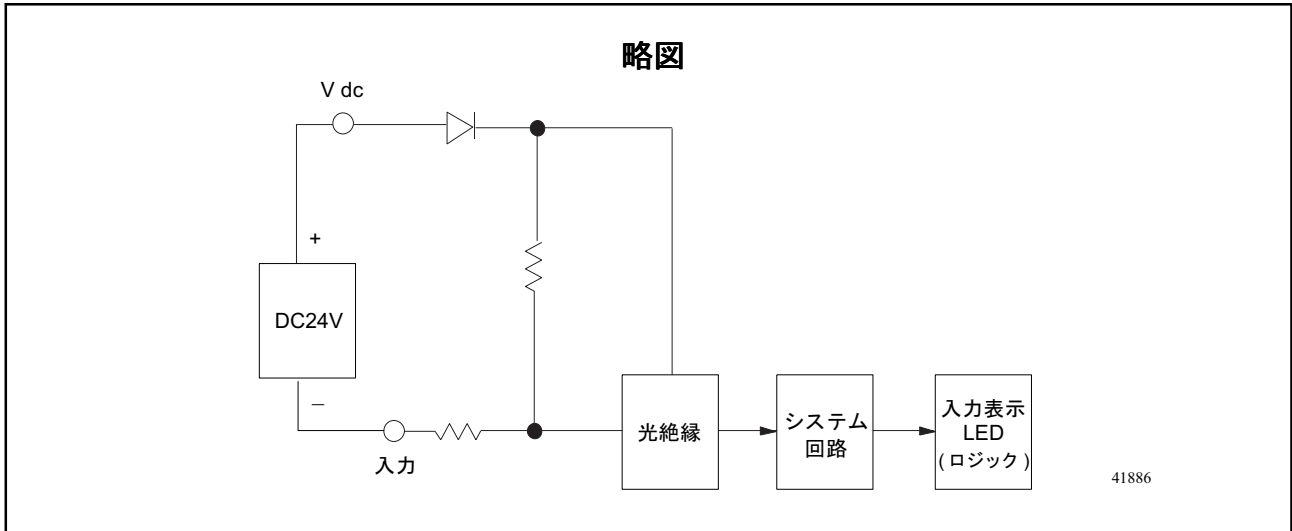 略図
V dc
+
DC24V
−
入力
光絶縁
システム
回路
入力表示
LED
(ロジック)
41886